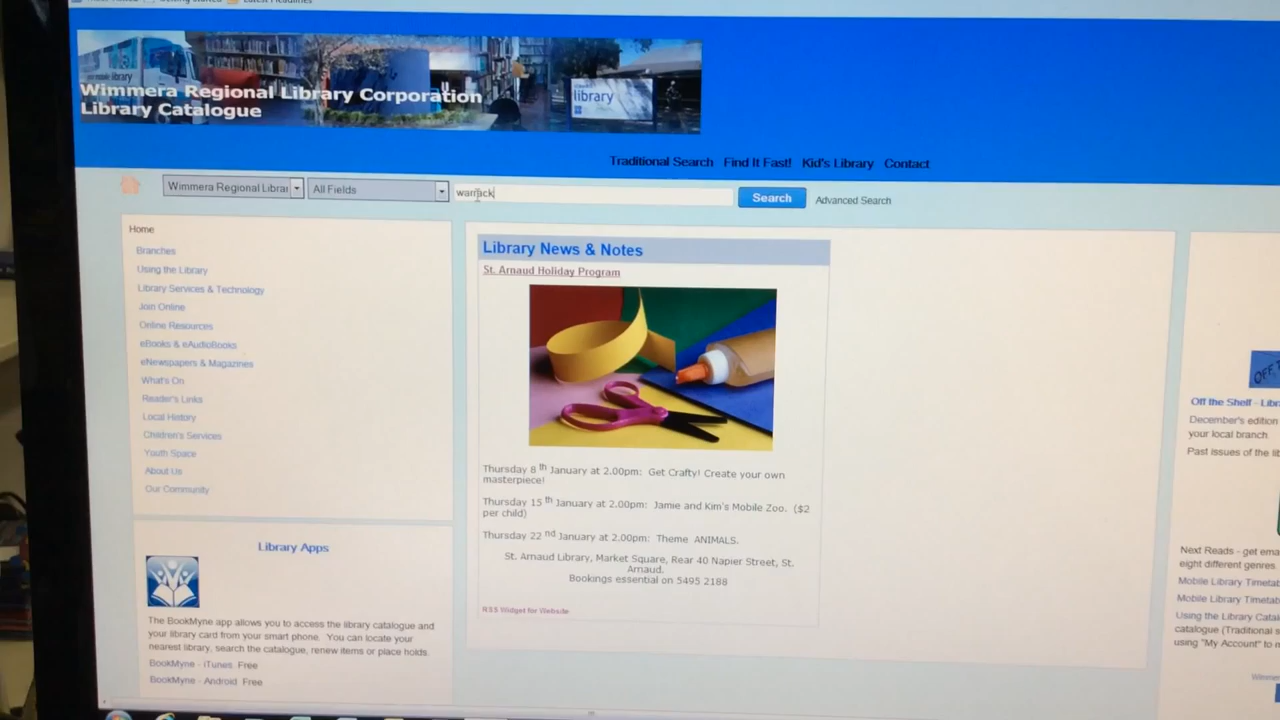 Wimmera Regional Library Corporation
Library Catalogue
library
Traditional Search Find It Fast! Kid's Library Contact
Wimmera Regional Librar All Fields warrack Search Advanced Search
Home
Branches
Using the Library
Library Services & Technology
Join Online
Online Resources
eBooks & eAudioBooks
eNewspapers & Magazines
What's On
Reader's Links
Local History
Children's Services
Youth Space
About Us
Our Community
Library Apps
The BookMyne app allows you to access the library catalogue and
your library card from your smart phone. You can locate your
nearest library, search the catalogue, renew items or place holds.
BookMyne - iTunes Free
BookMyne - Android Free
Library News & Notes
St. Arnaud Holiday Program
Thursday 8 th January at 2.00pm: Get Crafty! Create your own
masterpiece!
Thursday 15 th January at 2.00pm: Jamie and Kim's Mobile Zoo. ($2
per child)
Thursday 22 nd January at 2.00pm: Theme ANIMALS.
St. Arnaud Library, Market Square, Rear 40 Napier Street, St.
Arnaud.
Bookings essential on 5495 2188
RSS Widget for Website
OFF
Off the Shelf - Libr
December's edition
your local branch.
Past issues of the lib
Next Reads - get ema
eight different genres.
Mobile Library Timetab
Mobile Library Timetab
Using the Library Catal
catalogue (Traditional s
using "My Account" to m